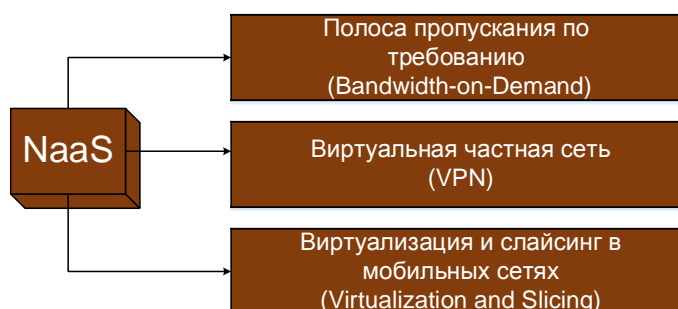 Полоса пропускания по
требованию
(Bandwidth-on-Demand)
NaaS
Виртуальная частная сеть
(VPN)
Виртуализация и слайсинг в
мобильных сетях
(Virtualization and Slicing)